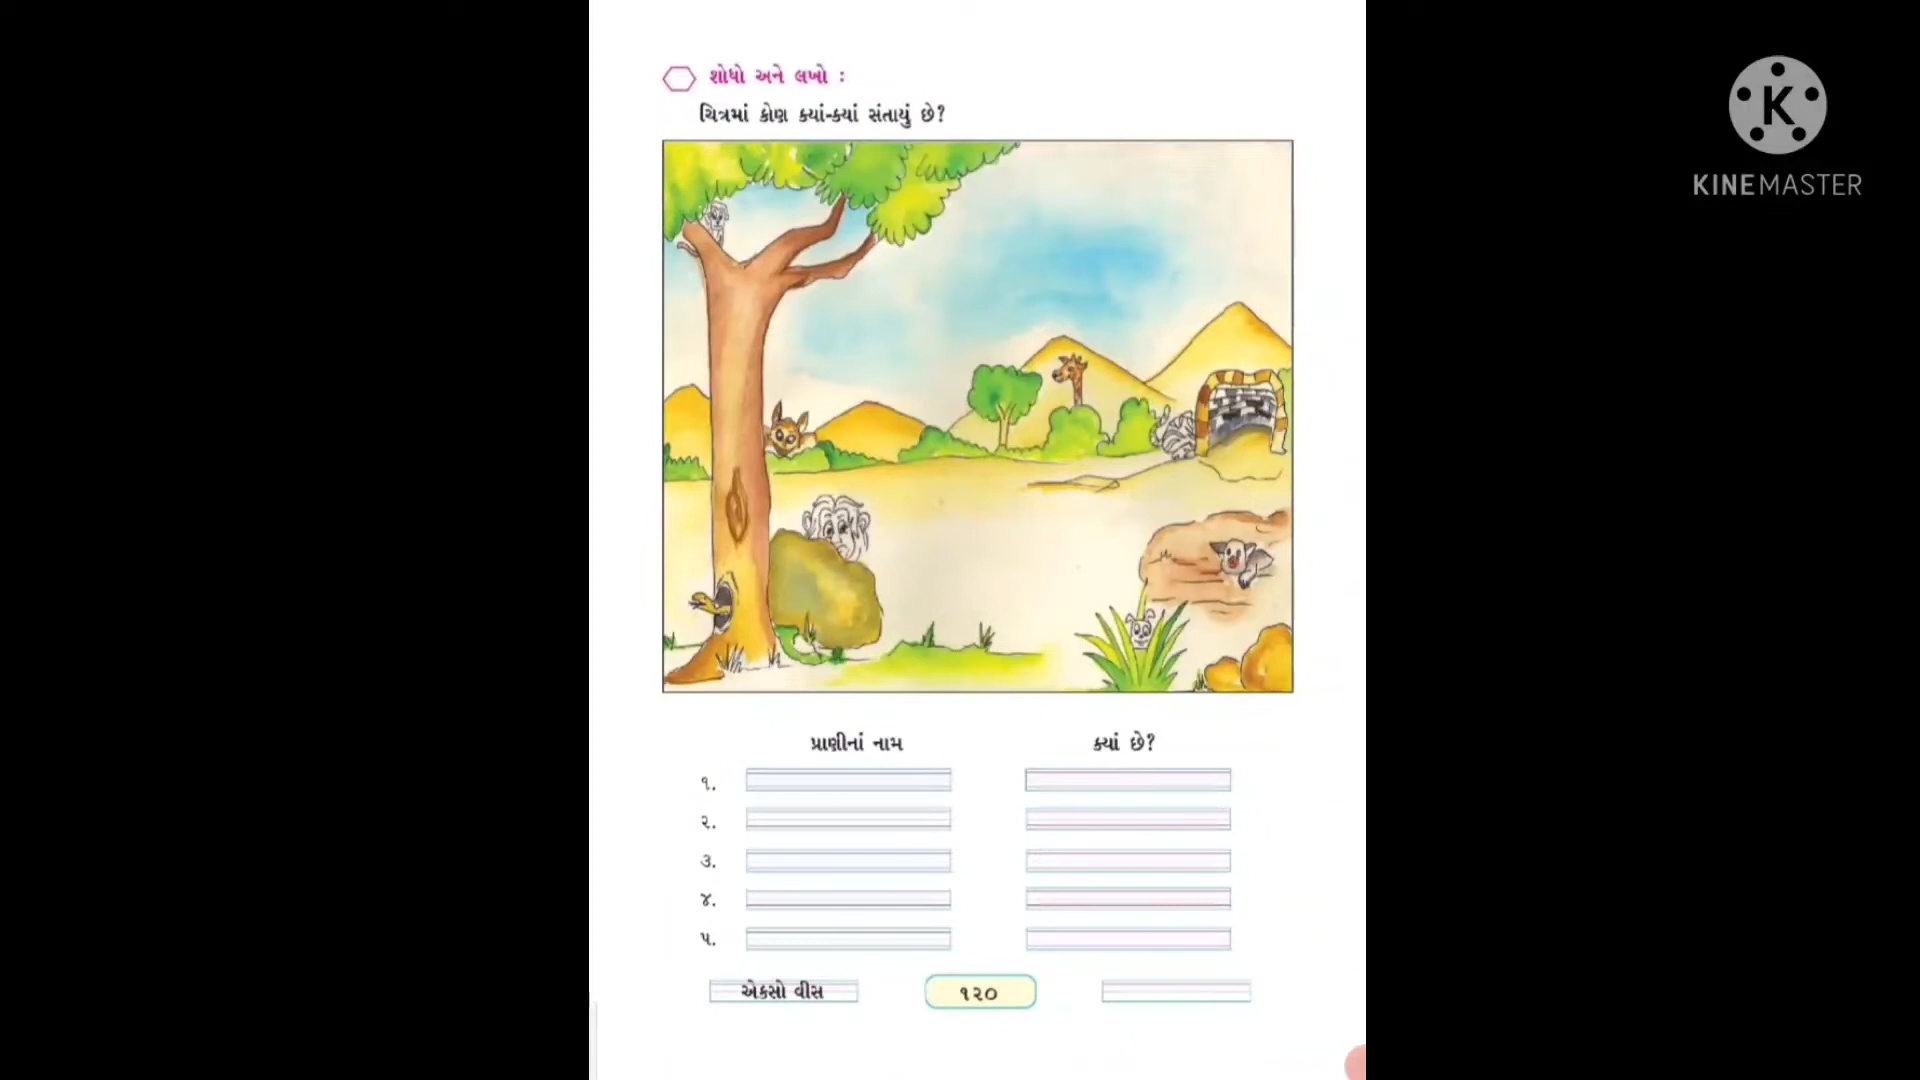 શોધો અને લખો :
ચિત્રમાં કોણ ક્યાં-ક્યાં સંતાયું છે?
K
KINEMASTER
પ્રાણીનાં નામ ક્યાં છે?
૧.
૨.
૩.
૪.
૫.
એકસો વીસ ૧૨૦